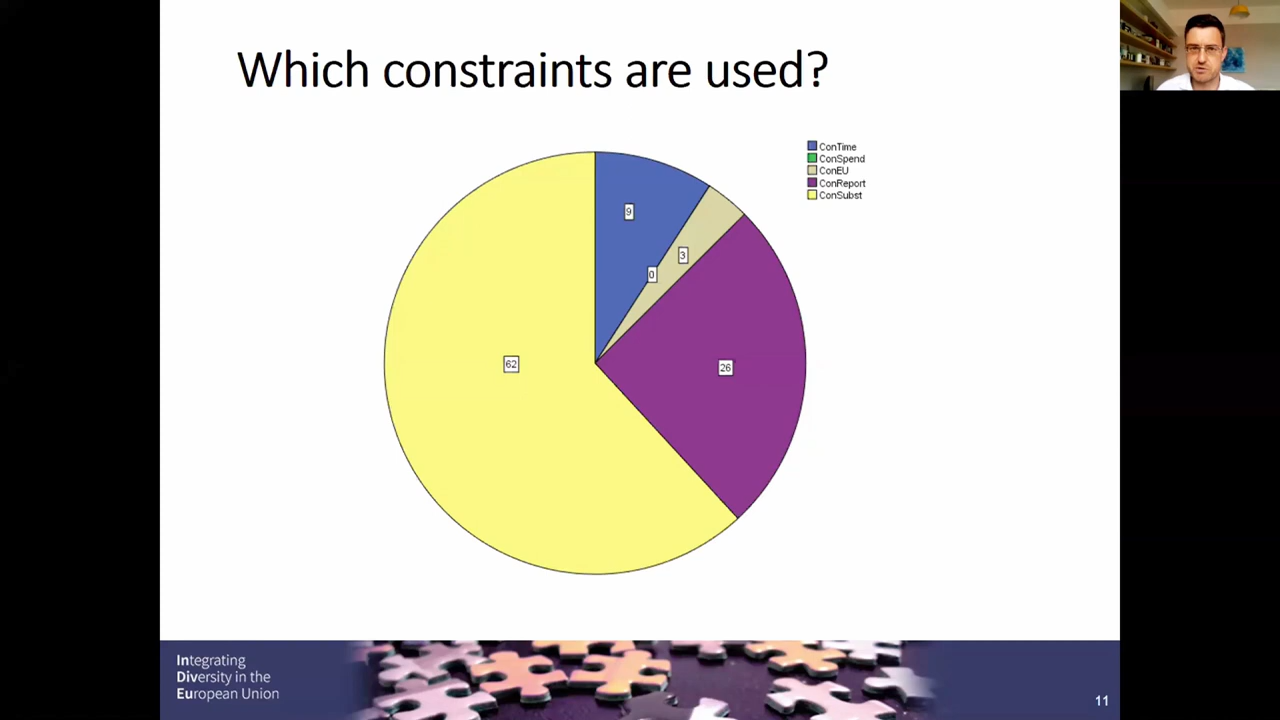 Which constraints are used?
ConTime
ConSpend
ConEU
ConReport
ConSubst
9
3
0
62
26
Integrating
Diversity in the
European Union
11